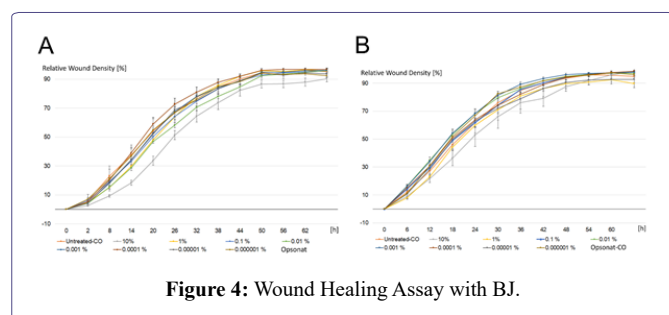 A
Relative Wound Density [%]
90
70
50
30
10
-10
0 2 8 14 20 26 32 38 44 50 56 62 [h]
Untreated-CO 10% 1% 0.1 % 0.01 %
0.001 % 0.0001 % 0.00001 % 0.000001 % Opsonat
B
Relative Wound Density [%]
90
70
50
30
10
-10
0 6 12 18 24 30 36 42 48 54 60 [h]
Untreated-CO 10% 1% 0.1 % 0.01 %
0.001 % 0.0001 % 0.00001 % 0.000001 % Opsonat-CO
Figure 4: Wound Healing Assay with BJ.